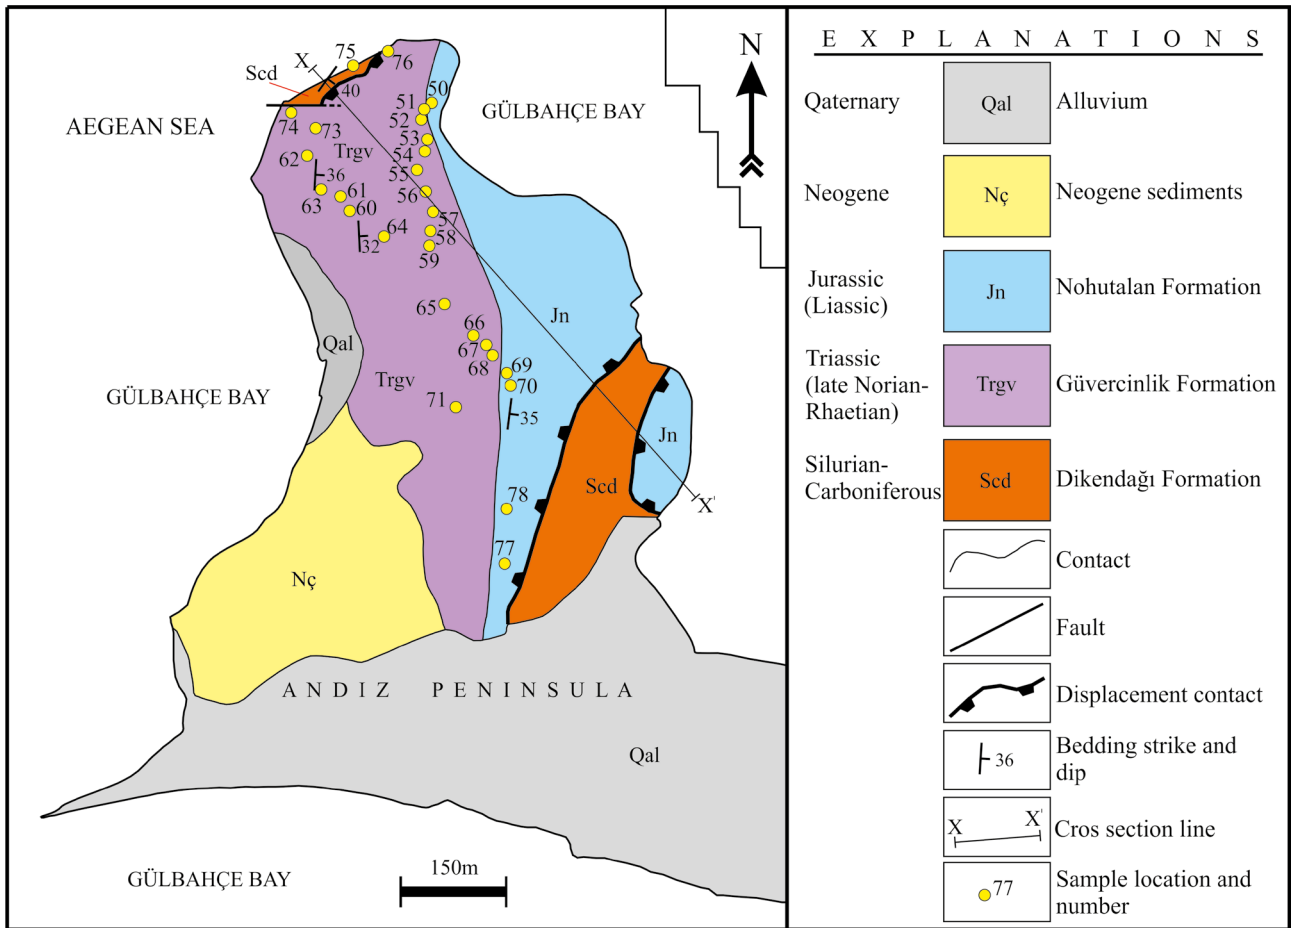 X
75
76
Scd
40
N
50
51
52
GÜLBAHÇE BAY
AEGEAN SEA
74
73
53
Trgv
54
62
55
36
56
63
61
60
57
64
58
32
59
65
66
Jn
Qal
67
68
69
Trgv
70
GÜLBAHÇE BAY
71
35
Jn
Scd
78
X'
77
Nç
ANDIZ PENINSULA
Qal
150m
GÜLBAHÇE BAY
EXPLANATIONS
Qaternary
Qal
Alluvium
Neogene
Nç
Neogene sediments
Jurassic
(Liassic)
Jn
Nohutalan Formation
Triassic
(late Norian-
Rhaetian)
Trgv
Güvercinlik Formation
Silurian-
Carboniferous
Scd
Dikendağı Formation
Contact
Fault
Displacement contact
36
Bedding strike and
dip
X
X'
Cros section line
77
Sample location and
number